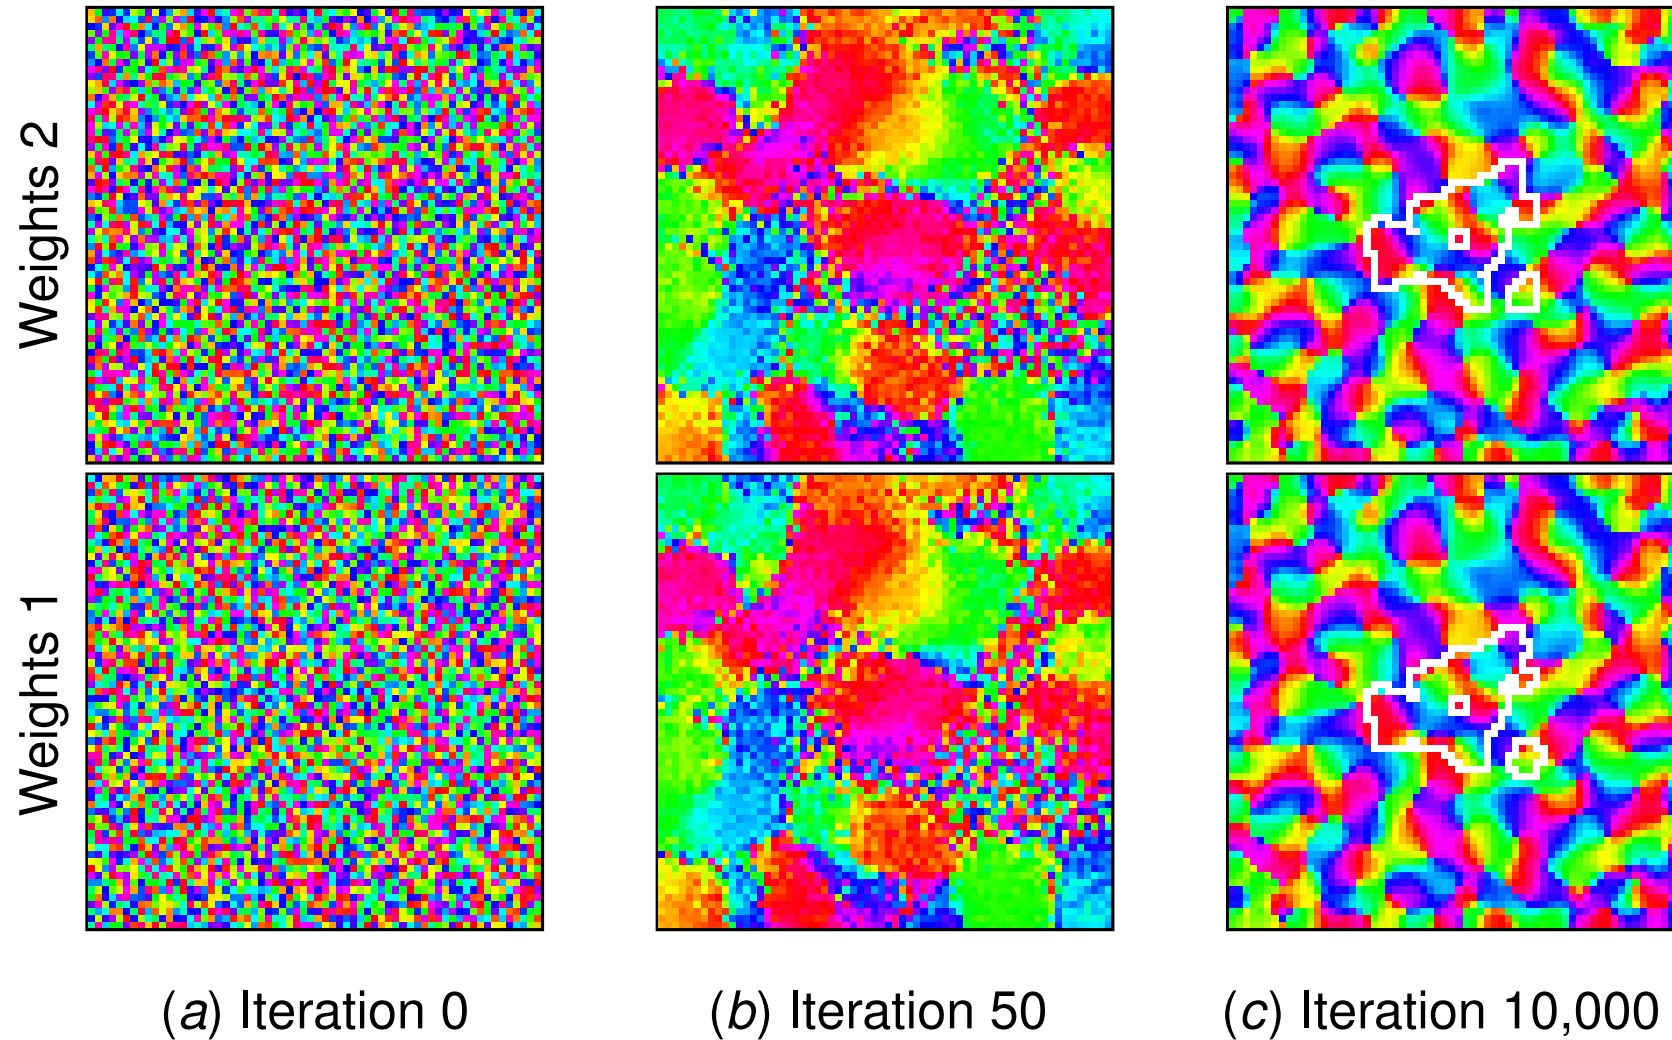 Weights 2
Weights 1
(a) Iteration 0
(b) Iteration 50
(c) Iteration 10,000